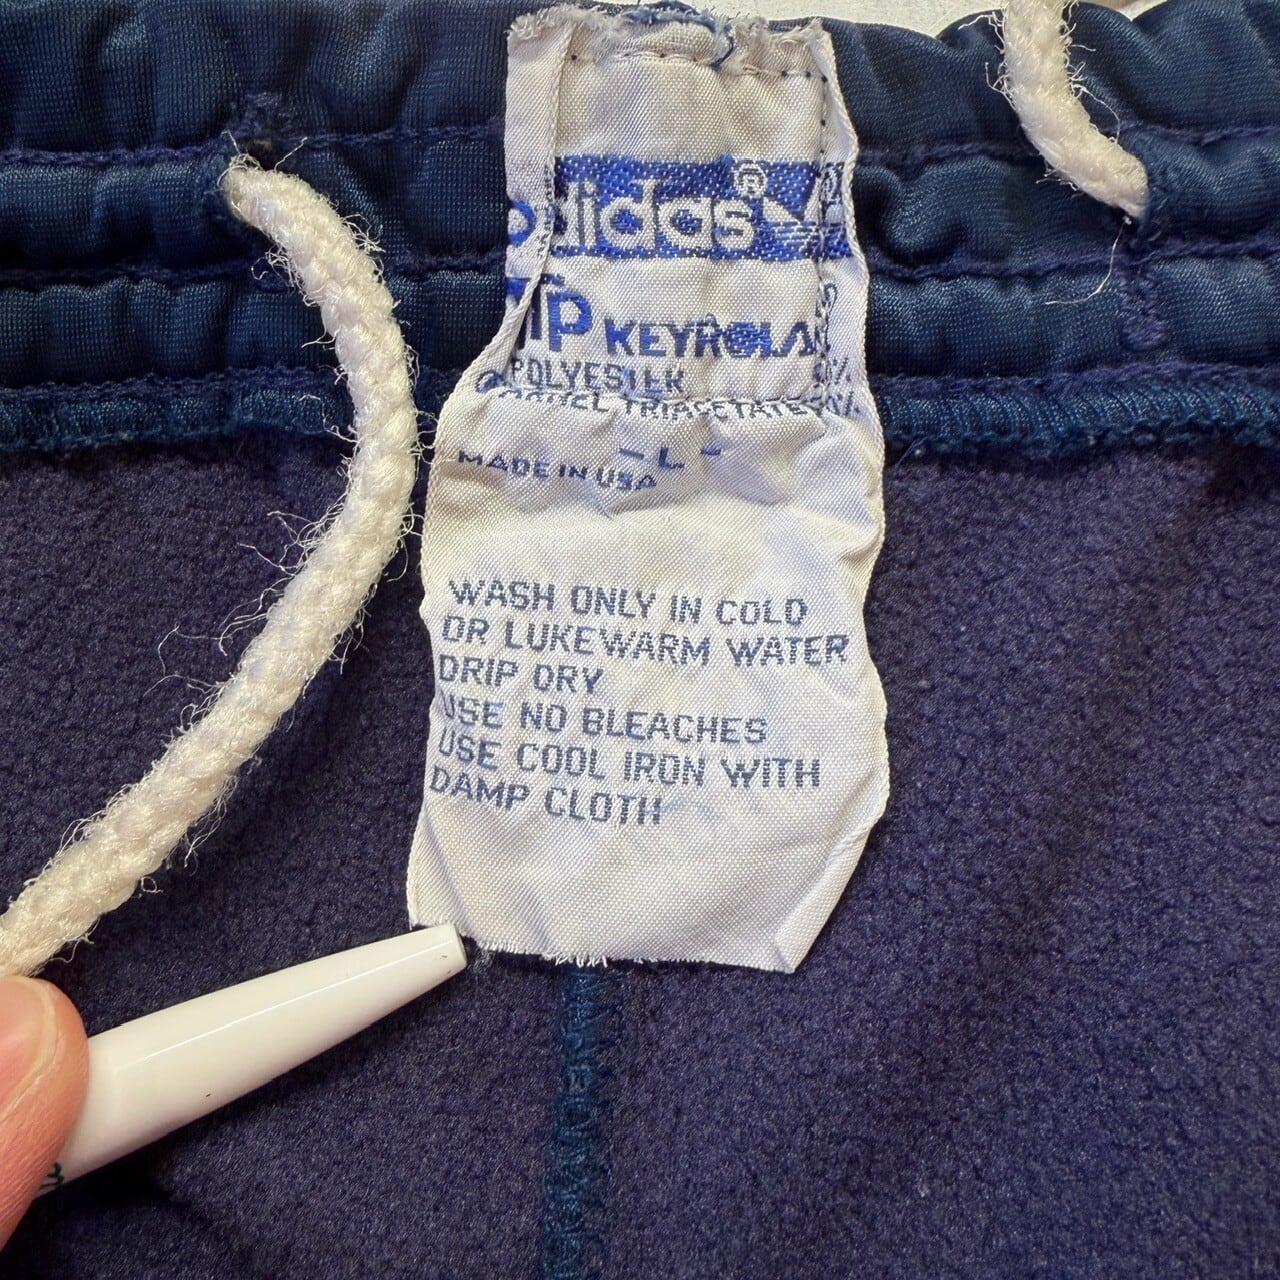 adidas®
KEYROLAN
POLYESTER
TRIACETATE
- L -
MADE IN USA
WASH ONLY IN COLD
OR LUKEWARM WATER
DRIP DRY
USE NO BLEACHES
USE COOL IRON WITH
DAMP CLOTH